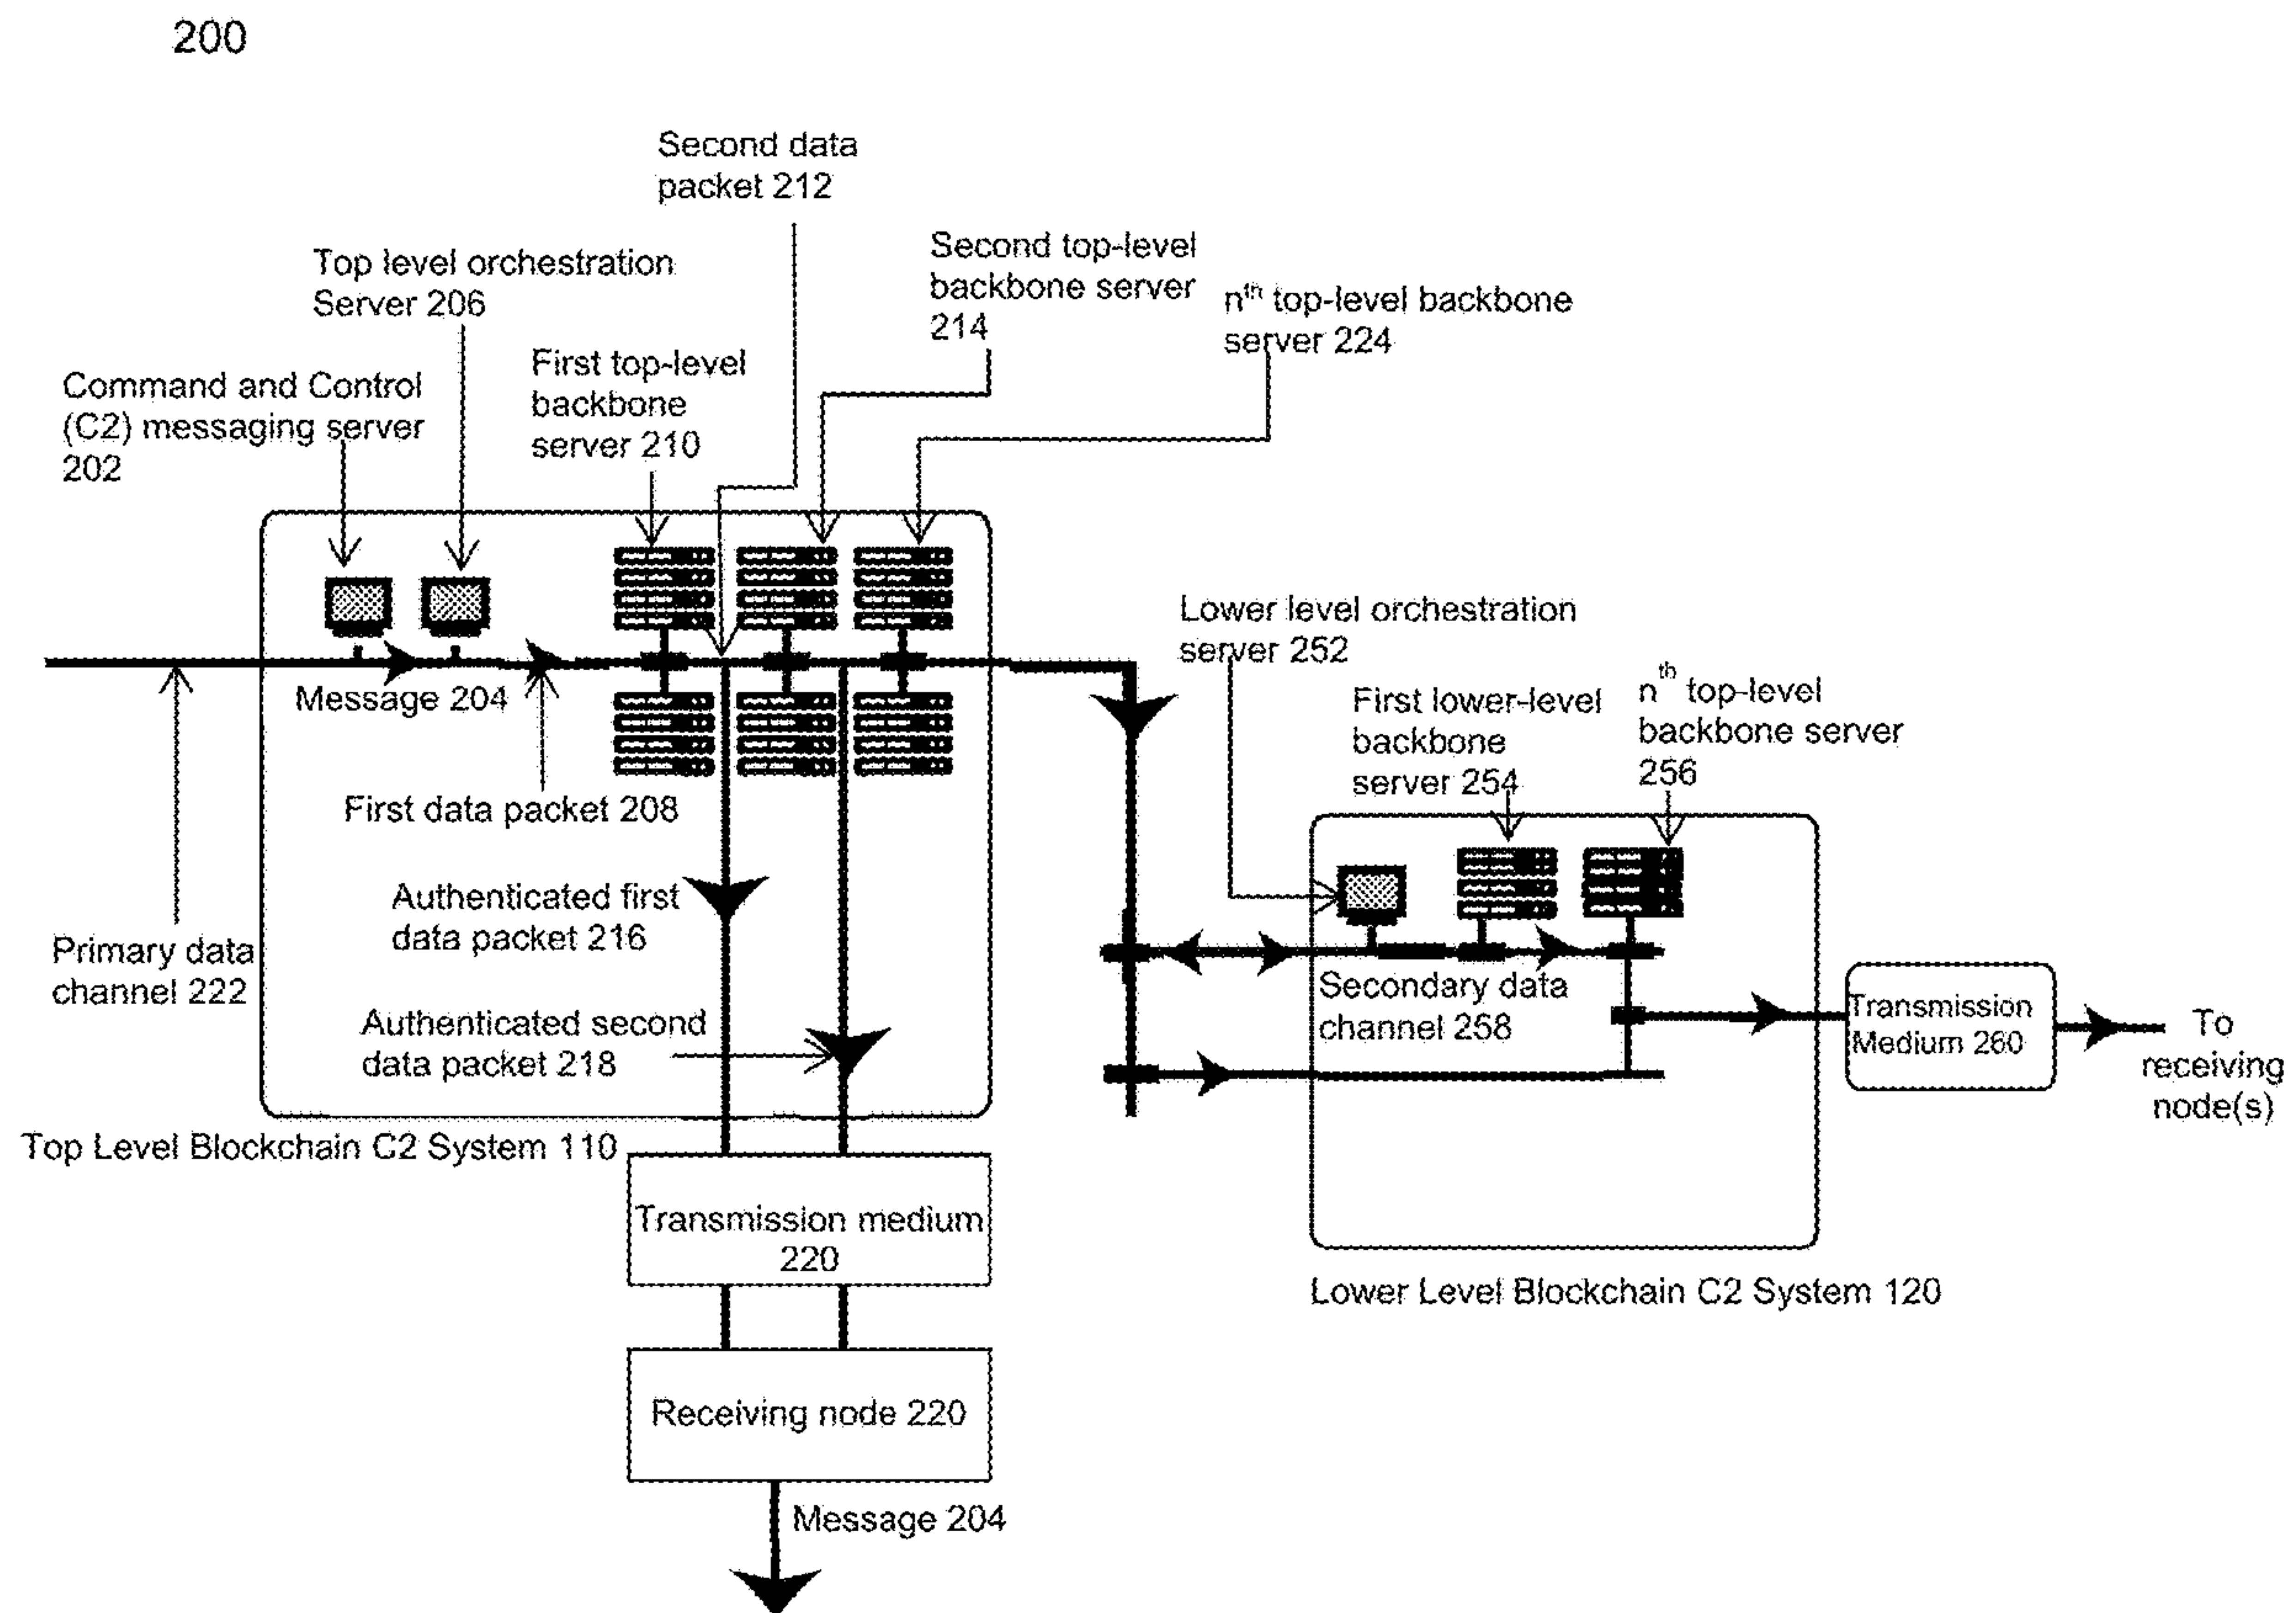 200
Second data
packet 212
Second top-level
backbone server
214
nth top-level backbone
server 224
Top level orchestration
Server 206
First top-level
backbone
server 210
Command and Control
(C2) messaging server
202
Message 204
First data packet 208
Primary data
channel 222
Authenticated first
data packet 216
Authenticated second
data packet 218
Top Level Blockchain C2 System 110
Transmission medium
220
Receiving node 220
Message 204
Lower level orchestration
server 252
First lower-level
backbone
server 254
nth top-level
backbone server
256
Secondary data
channel 258
Transmission
Medium 260
To
receiving
node(s)
Lower Level Blockchain C2 System 120